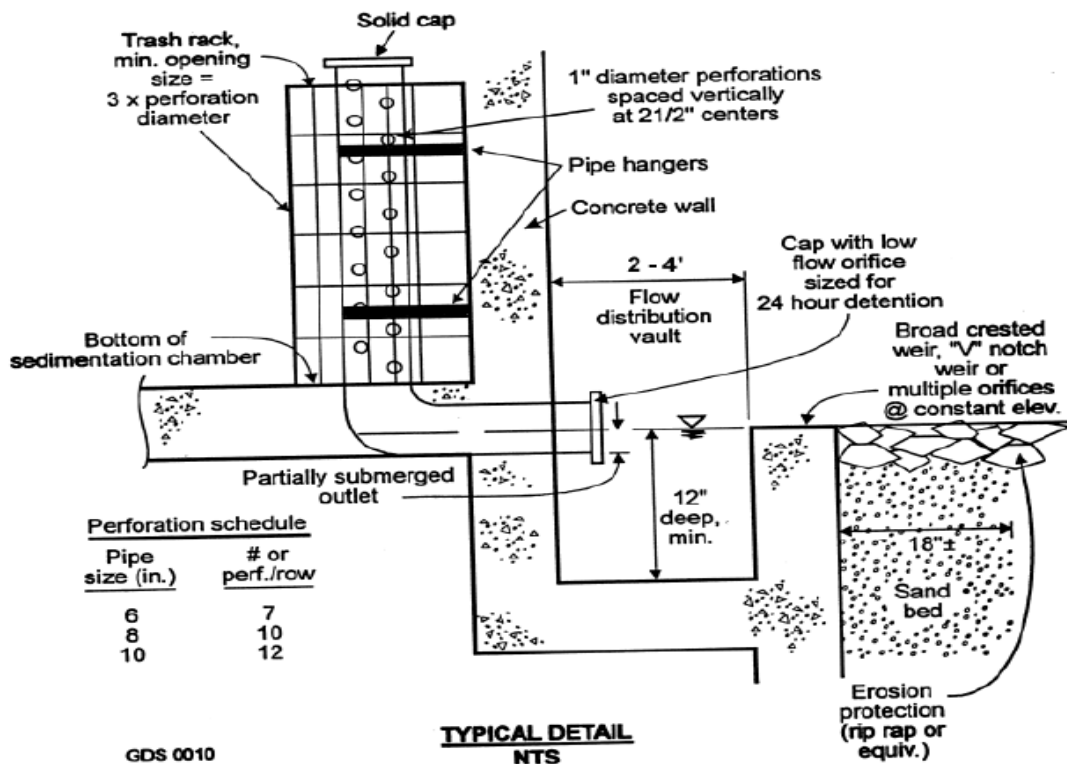 Solid cap
Trash rack,
min. opening
size =
3 x perforation
diameter
1" diameter perforations
spaced vertically
at 21/2" centers
Pipe hangers
Concrete wall
Cap with low
flow orifice
sized for
24 hour detention
2 - 4'
Flow
distribution
vault
Bottom of
sedimentation chamber
Broad crested
weir, "V" notch
weir or
multiple orifices
@ constant elev.
Partially submerged
outlet
12"
deep,
min.
18"±
Sand
bed
Perforation schedule
Pipe
size (in.)
# or
perf./row
6 7
8 10
10 12
Erosion
protection
(rip rap or
equiv.)
GDS 0010
TYPICAL DETAIL
NTS